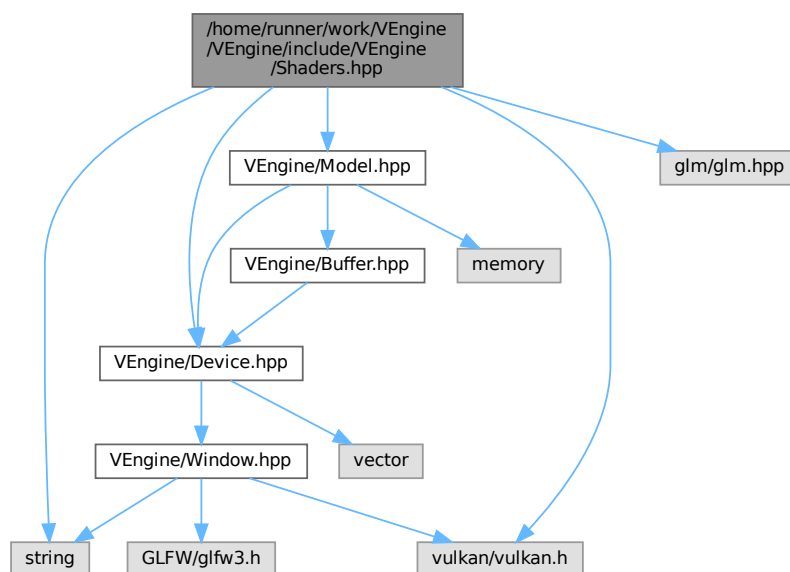 /home/runner/work/VEngine
/VEngine/include/VEngine
/Shaders.hpp
VEngine/Model.hpp
glm/glm.hpp
VEngine/Buffer.hpp
memory
VEngine/Device.hpp
VEngine/Window.hpp
vector
string
GLFW/glfw3.h
vulkan/vulkan.h